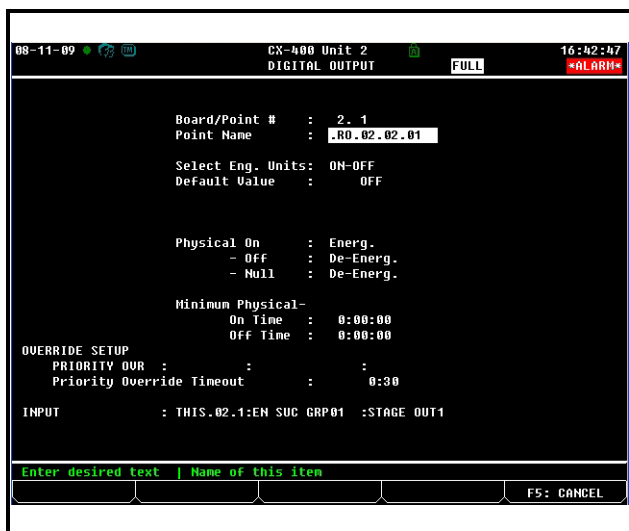 08-11-09 TM CX-400 Unit 2 A 16:42:47
DIGITAL OUTPUT FULL *ALARM*
Board/Point # : 2. 1
Point Name : .RO.02.02.01
Select Eng. Units: ON-OFF
Default Value : OFF
Physical On : Energ.
- Off : De-Energ.
- Null : De-Energ.
Minimum Physical-
On Time : 0:00:00
Off Time : 0:00:00
OVERRIDE SETUP
PRIORITY OVR : : :
Priority Override Timeout : 0:30
INPUT : THIS.02.1:EN SUC GRP01 :STAGE OUT1
Enter desired text | Name of this item
F5: CANCEL